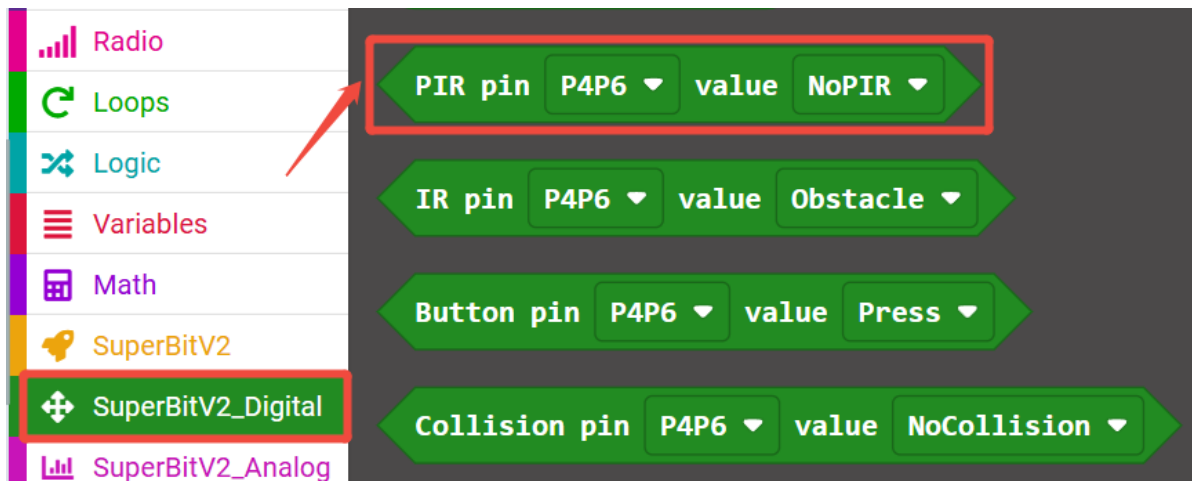 Radio
Loops
Logic
Variables
Math
SuperBitV2
SuperBitV2_Digital
SuperBitV2_Analog
PIR pin P4P6 value NoPIR
IR pin P4P6 value Obstacle
Button pin P4P6 value Press
Collision pin P4P6 value NoCollision